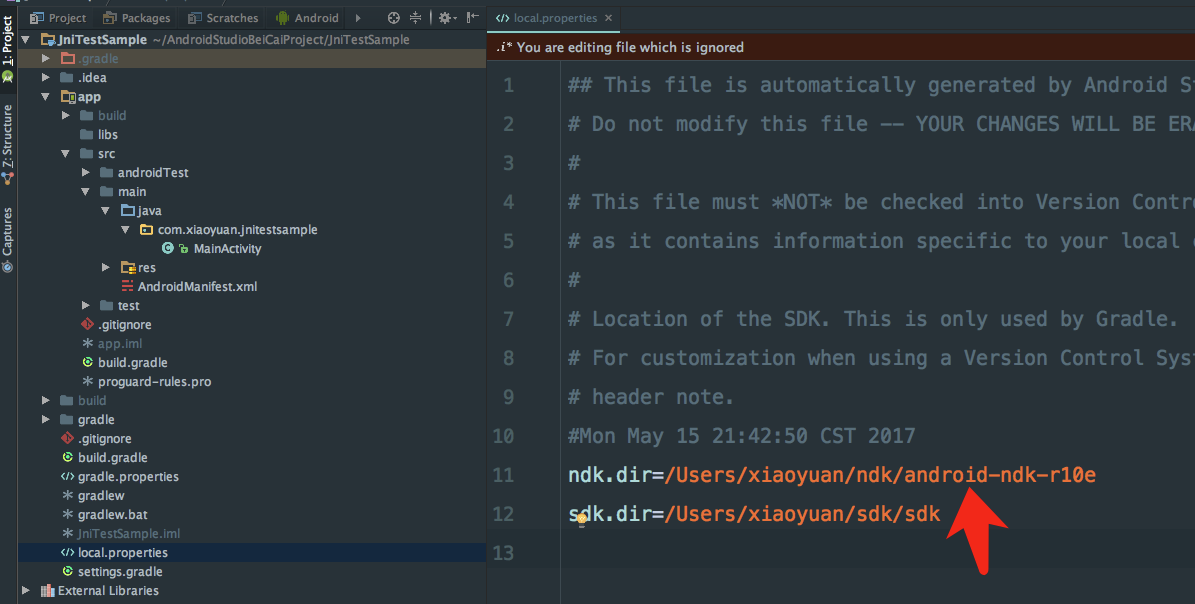 Project
Packages
Scratches
Android
local.properties
1: Project
Z: Structure
Captures
JniTestSample ~/AndroidStudioBeiCaiProject/JniTestSample
.gradle
.idea
app
build
libs
src
androidTest
main
java
com.xiaoyuan.jnitestsample
MainActivity
res
AndroidManifest.xml
test
.gitignore
app.iml
build.gradle
proguard-rules.pro
build
gradle
.gitignore
build.gradle
gradle.properties
gradlew
gradlew.bat
JniTestSample.iml
local.properties
settings.gradle
External Libraries
.i* You are editing file which is ignored
1 ## This file is automatically generated by Android S
2 # Do not modify this file -- YOUR CHANGES WILL BE ERA
3 #
4 # This file must *NOT* be checked into Version Contr
5 # as it contains information specific to your local
6 #
7 # Location of the SDK. This is only used by Gradle.
8 # For customization when using a Version Control Sys
9 # header note.
10 #Mon May 15 21:42:50 CST 2017
11 ndk.dir=/Users/xiaoyuan/ndk/android-ndk-r10e
12 sdk.dir=/Users/xiaoyuan/sdk/sdk
13